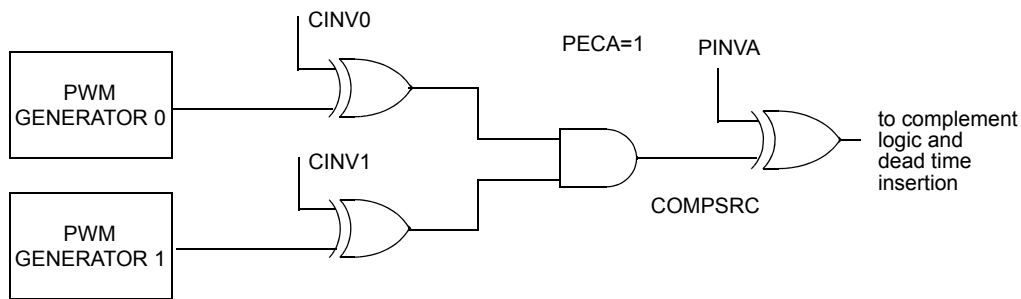 CINV0
PECA=1
PINVA
PWM
GENERATOR 0
to complement
logic and
dead time
insertion
CINV1
COMPSRC
PWM
GENERATOR 1